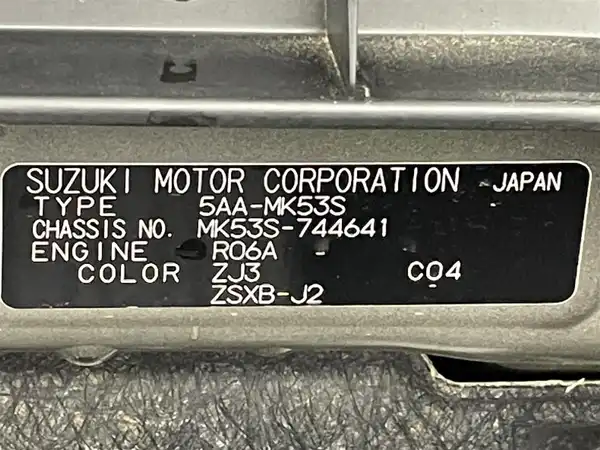 SUZUKI MOTOR CORPORATION JAPAN
TYPE 5AA-MK53S
CHASSIS NO. MK53S-744641
ENGINE R06A
COLOR ZJ3 C04
ZSXB-J2